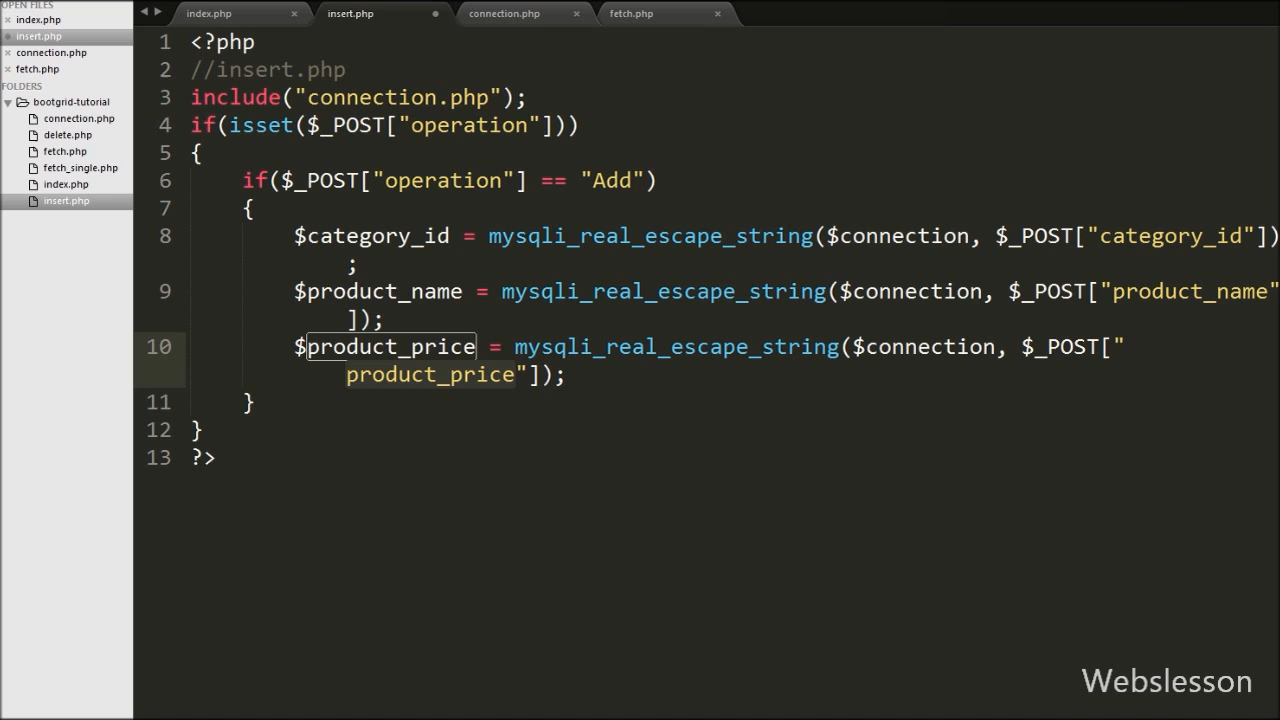 OPEN FILES
index.php
insert.php
connection.php
fetch.php
FOLDERS
bootgrid-tutorial
connection.php
delete.php
fetch.php
fetch_single.php
index.php
insert.php
index.php insert.php connection.php fetch.php
1 <?php
2 //insert.php
3 include("connection.php");
4 if(isset($_POST["operation"]))
5 {
6 if($_POST["operation"] == "Add")
7 {
8 $category_id = mysqli_real_escape_string($connection, $_POST["category_id"])
;
9 $product_name = mysqli_real_escape_string($connection, $_POST["product_name"
]);
10 $product_price = mysqli_real_escape_string($connection, $_POST["
product_price"]);
11 }
12 }
13 ?>
Webslesson